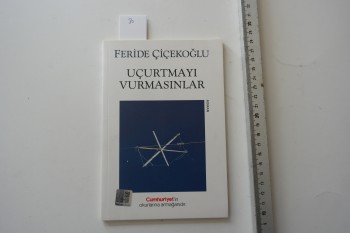 FERİDE ÇİÇEKOĞLU
UÇURTMAYI
VURMASINLAR
Cumhuriyet'in
okurlarına armağanıdır.